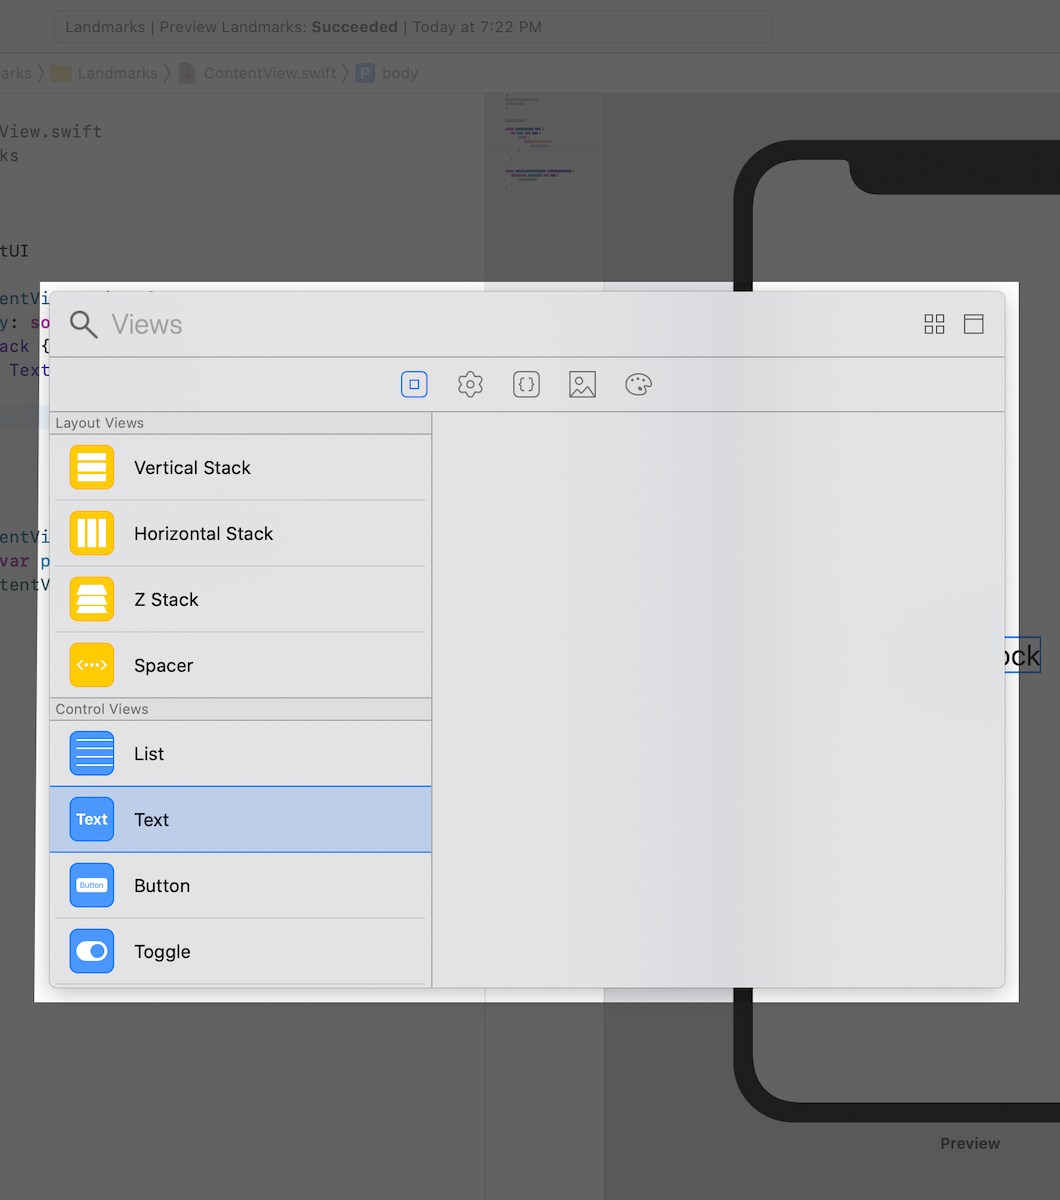 Landmarks | Preview Landmarks: Succeeded | Today at 7:22 PM
arks Landmarks ContentView.swift P body
View.swift
ks
tUI
entVi
y: so
ack {
Text
Views
Layout Views
Vertical Stack
Horizontal Stack
Z Stack
Spacer
Control Views
List
Text Text
Button Button
Toggle
entVi
var p
tentV
ock
Preview